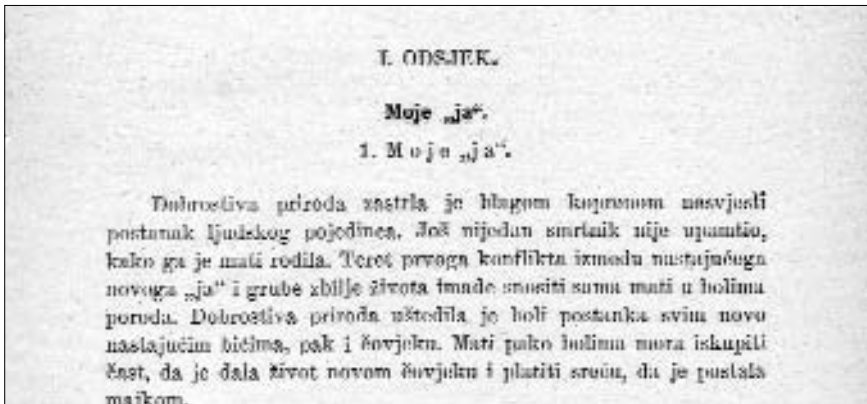 I. ODSJEK.
Moje „ja“.
1. Moje „ja“.
Dobrostiva priroda zastrla je blagom koprenom nesvjesti
postanak ljudskog pojedinca. Još nijedan smrtnik nije upamtio,
kako ga je mati rodila. Teret prvoga konflikta između nastajućega
novoga „ja“ i grube zbilje života imade snositi sama mati u bolima
poroda. Dobrostiva priroda uštedila je boli postanka svim novo
nastajućim bićima, pak i čovjeku. Mati pako bolima mora iskupiti
čast, da je dala život novom čovjeku i platiti sreću, da je postala
majkom.